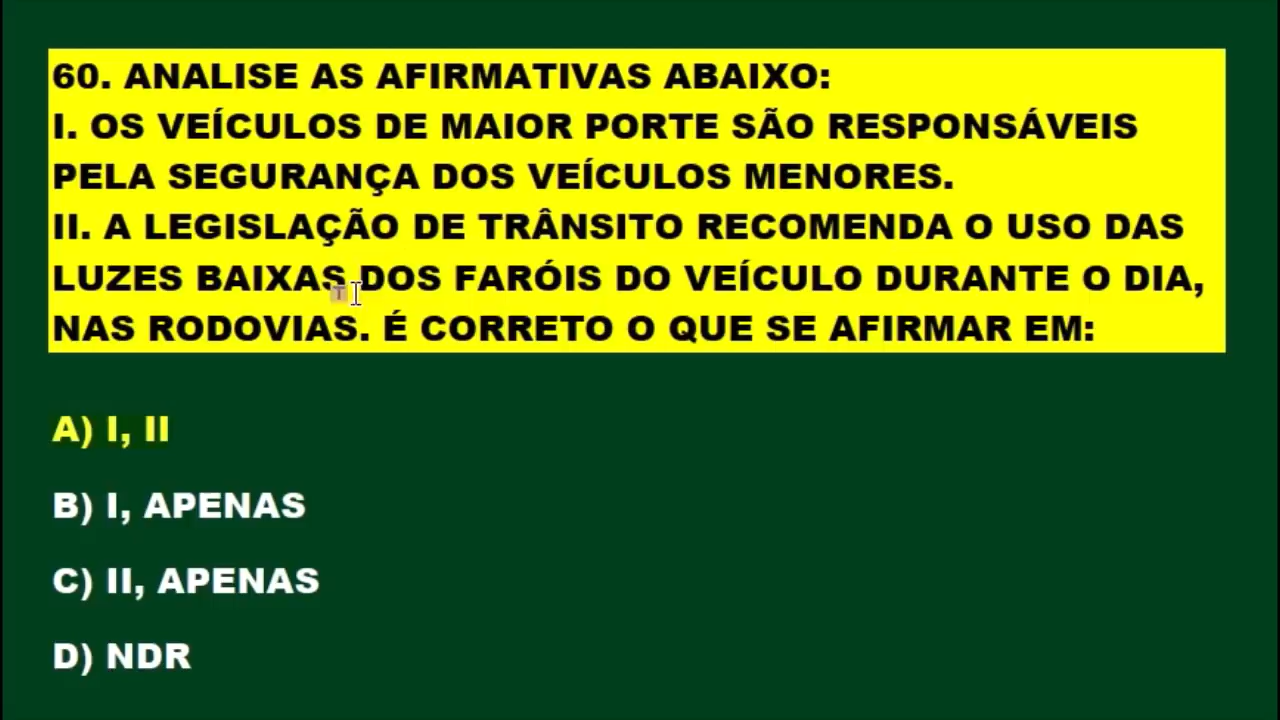 60. ANALISE AS AFIRMATIVAS ABAIXO:
I. OS VEÍCULOS DE MAIOR PORTE SÃO RESPONSÁVEIS
PELA SEGURANÇA DOS VEÍCULOS MENORES.
II. A LEGISLAÇÃO DE TRÂNSITO RECOMENDA O USO DAS
LUZES BAIXAS DOS FARÓIS DO VEÍCULO DURANTE O DIA,
NAS RODOVIAS. É CORRETO O QUE SE AFIRMAR EM:
A) I, II
B) I, APENAS
C) II, APENAS
D) NDR